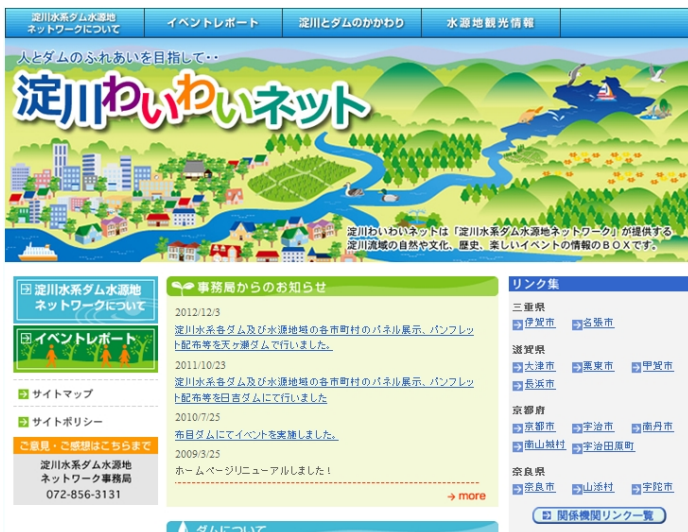 淀川水系ダム水源地
ネットワークについて
イベントレポート
淀川とダムのかかわり
水源地観光情報
人とダムのふれあいを目指して・・
淀川わいわいネット
淀川わいわいネットは「淀川水系ダム水源地ネットワーク」が提供する
淀川流域の自然や文化、歴史、楽しいイベントの情報のBOXです。
淀川水系ダム水源地
ネットワークについて
イベントレポート
サイトマップ
サイトポリシー
ご意見・ご感想はこちらまで
淀川水系ダム水源地
ネットワーク事務局
072-856-3131
事務局からのお知らせ
2012/12/3
淀川水系各ダム及び水源地域の各市町村のパネル展示、パンフレッ
ト配布等を天ヶ瀬ダムで行いました。
2011/10/23
淀川水系各ダム及び水源地域の各市町村のパネル展示、パンフレッ
ト配布等を日吉ダムにて行いました
2010/7/25
布目ダムにてイベントを実施しました。
2009/3/25
ホームページリニューアルしました！
more
ダムについて
リンク集
三重県
伊賀市 名張市
滋賀県
大津市 栗東市 甲賀市
長浜市
京都府
京都市 宇治市 南丹市
南山城村 宇治田原町
奈良県
奈良市 山添村 宇陀市
関係機関リンク一覧